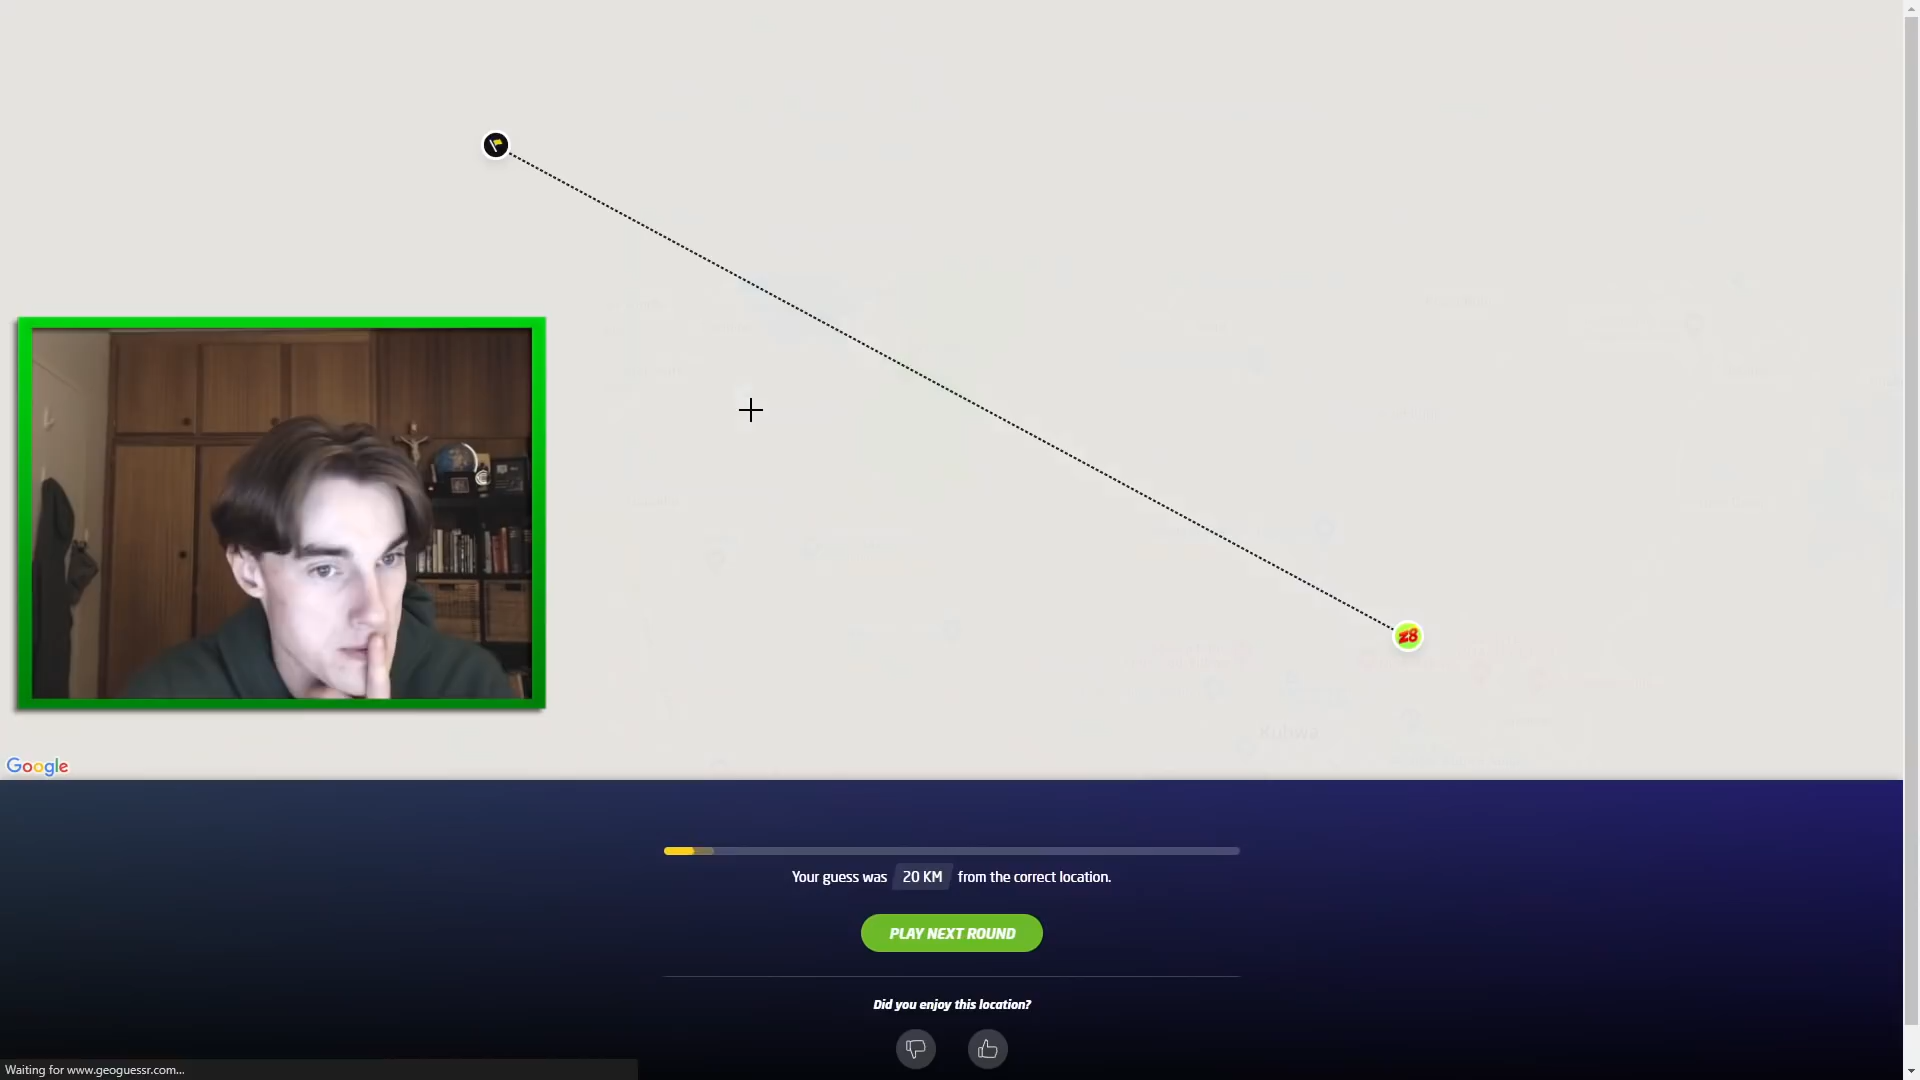 z8
Kubwa
Google
Your guess was 20 KM from the correct location.
PLAY NEXT ROUND
Did you enjoy this location?
Waiting for www.geoguessr.com...